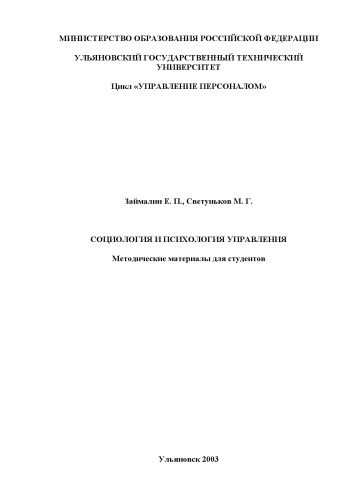 МИНИСТЕРСТВО ОБРАЗОВАНИЯ РОССИЙСКОЙ ФЕДЕРАЦИИ
УЛЬЯНОВСКИЙ ГОСУДАРСТВЕННЫЙ ТЕХНИЧЕСКИЙ
УНИВЕРСИТЕТ
Цикл «УПРАВЛЕНИЕ ПЕРСОНАЛОМ»
Займалин Е. П., Светуньков М. Г.
СОЦИОЛОГИЯ И ПСИХОЛОГИЯ УПРАВЛЕНИЯ
Методические материалы для студентов
Ульяновск 2003